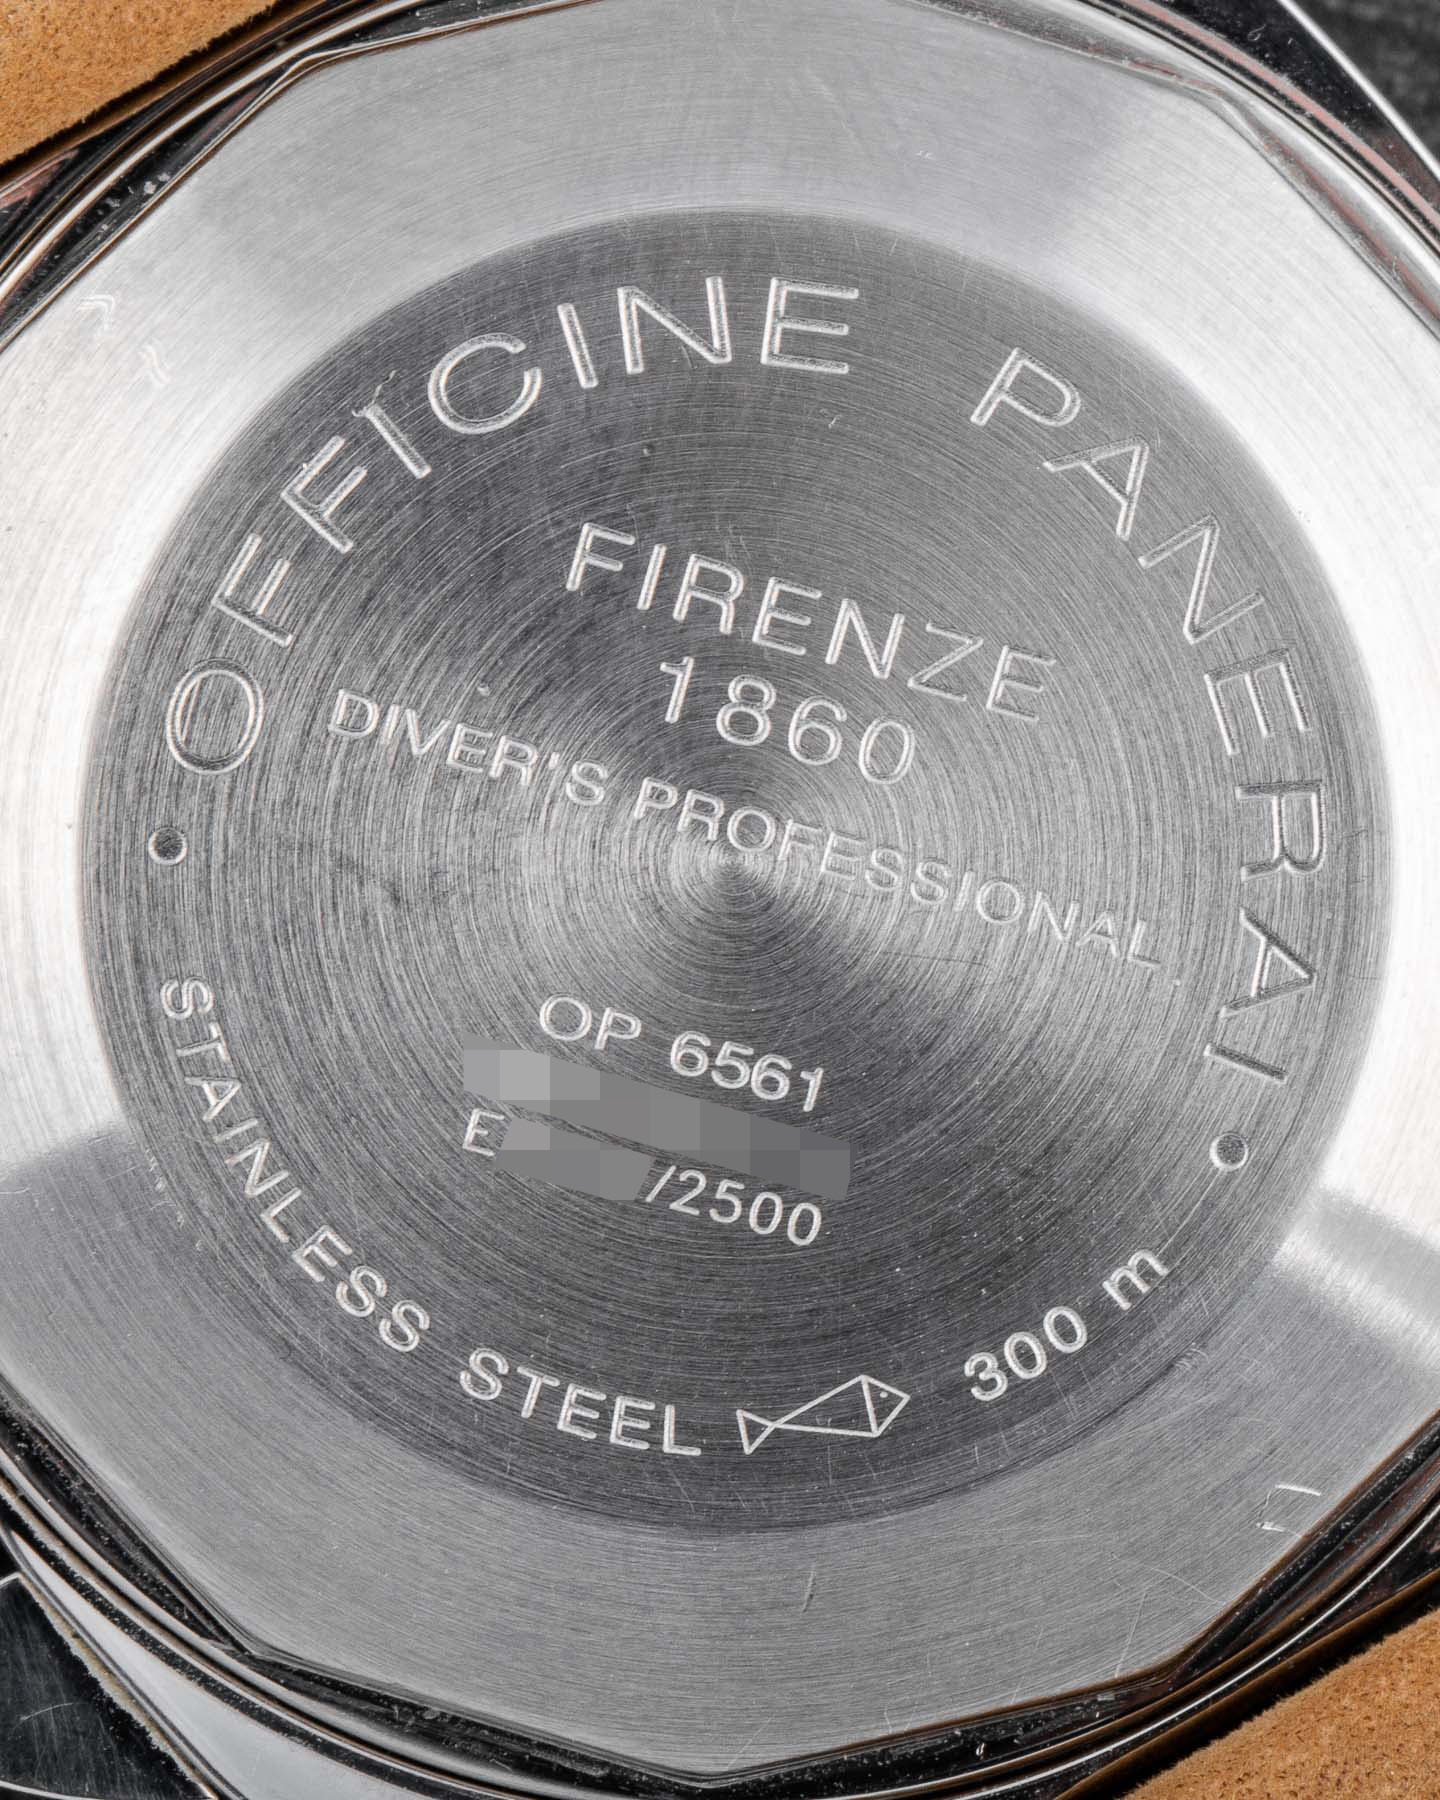 OFFICINE PANERAI
FIRENZE
1860
DIVER'S PROFESSIONAL
OP 6561
E /2500
STAINLESS STEEL 300 m